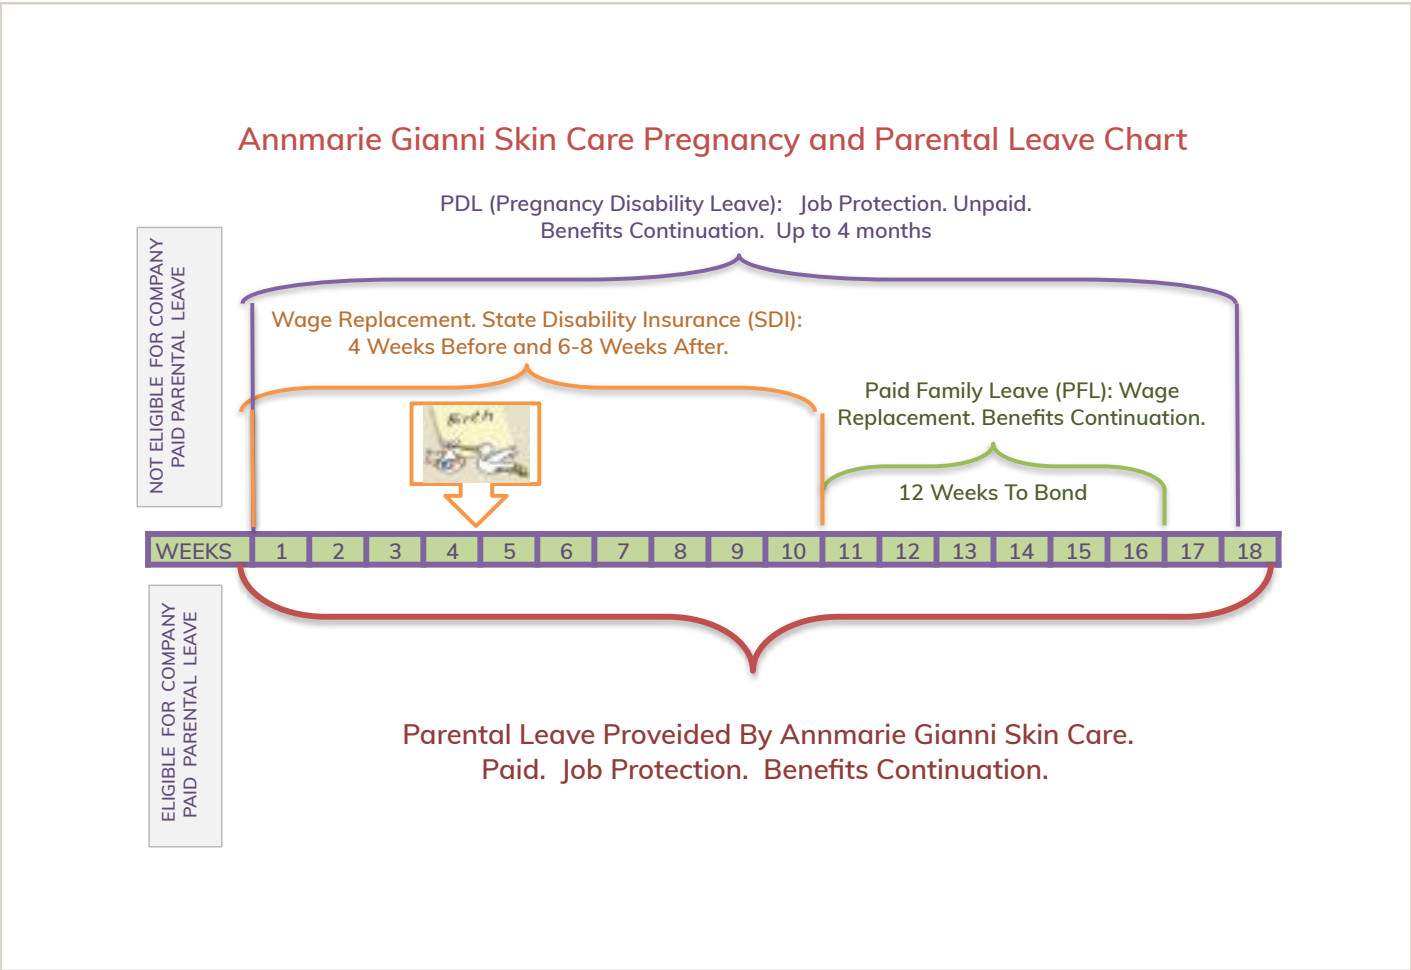 Annmarie Gianni Skin Care Pregnancy and Parental Leave Chart
PDL (Pregnancy Disability Leave): Job Protection. Unpaid.
Benefits Continuation. Up to 4 months
NOT ELIGIBLE FOR COMPANY
PAID PARENTAL LEAVE
Wage Replacement. State Disability Insurance (SDI):
4 Weeks Before and 6-8 Weeks After.
Paid Family Leave (PFL): Wage
Replacement. Benefits Continuation.
Birth
12 Weeks To Bond
WEEKS 1 2 3 4 5 6 7 8 9 10 11 12 13 14 15 16 17 18
ELIGIBLE FOR COMPANY
PAID PARENTAL LEAVE
Parental Leave Proveided By Annmarie Gianni Skin Care.
Paid. Job Protection. Benefits Continuation.